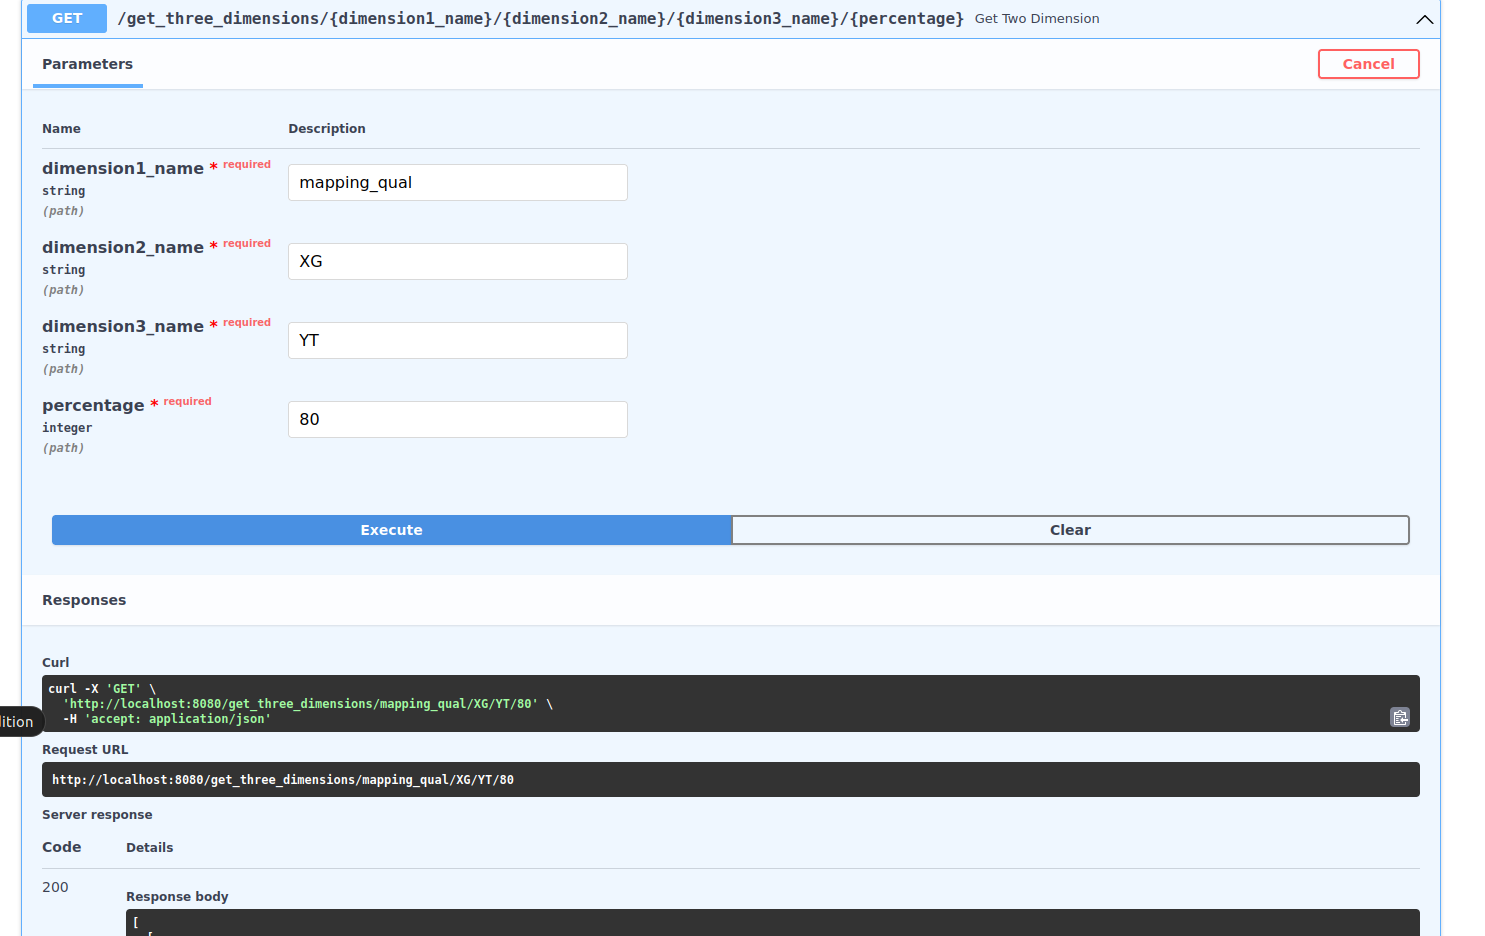 GET /get_three_dimensions/{dimension1_name}/{dimension2_name}/{dimension3_name}/{percentage} Get Two Dimension
Parameters
Cancel
Name Description
dimension1_name * required
string
(path)
mapping_qual
dimension2_name * required
string
(path)
XG
dimension3_name * required
string
(path)
YT
percentage * required
integer
(path)
80
Execute Clear
Responses
Curl
curl -X 'GET' \
'http://localhost:8080/get_three_dimensions/mapping_qual/XG/YT/80' \
-H 'accept: application/json'
lition
Request URL
http://localhost:8080/get_three_dimensions/mapping_qual/XG/YT/80
Server response
Code Details
200
Response body
[